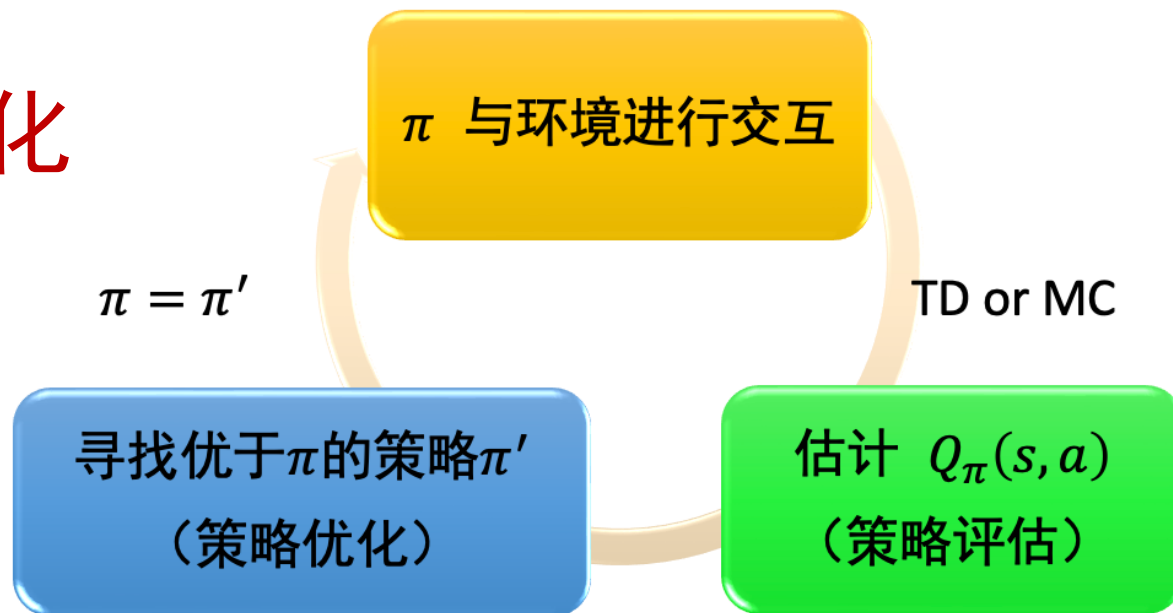 化
π 与环境进行交互
π = π′
TD or MC
寻找优于π的策略π′
（策略优化）
估计 Qπ(s, a)
（策略评估）